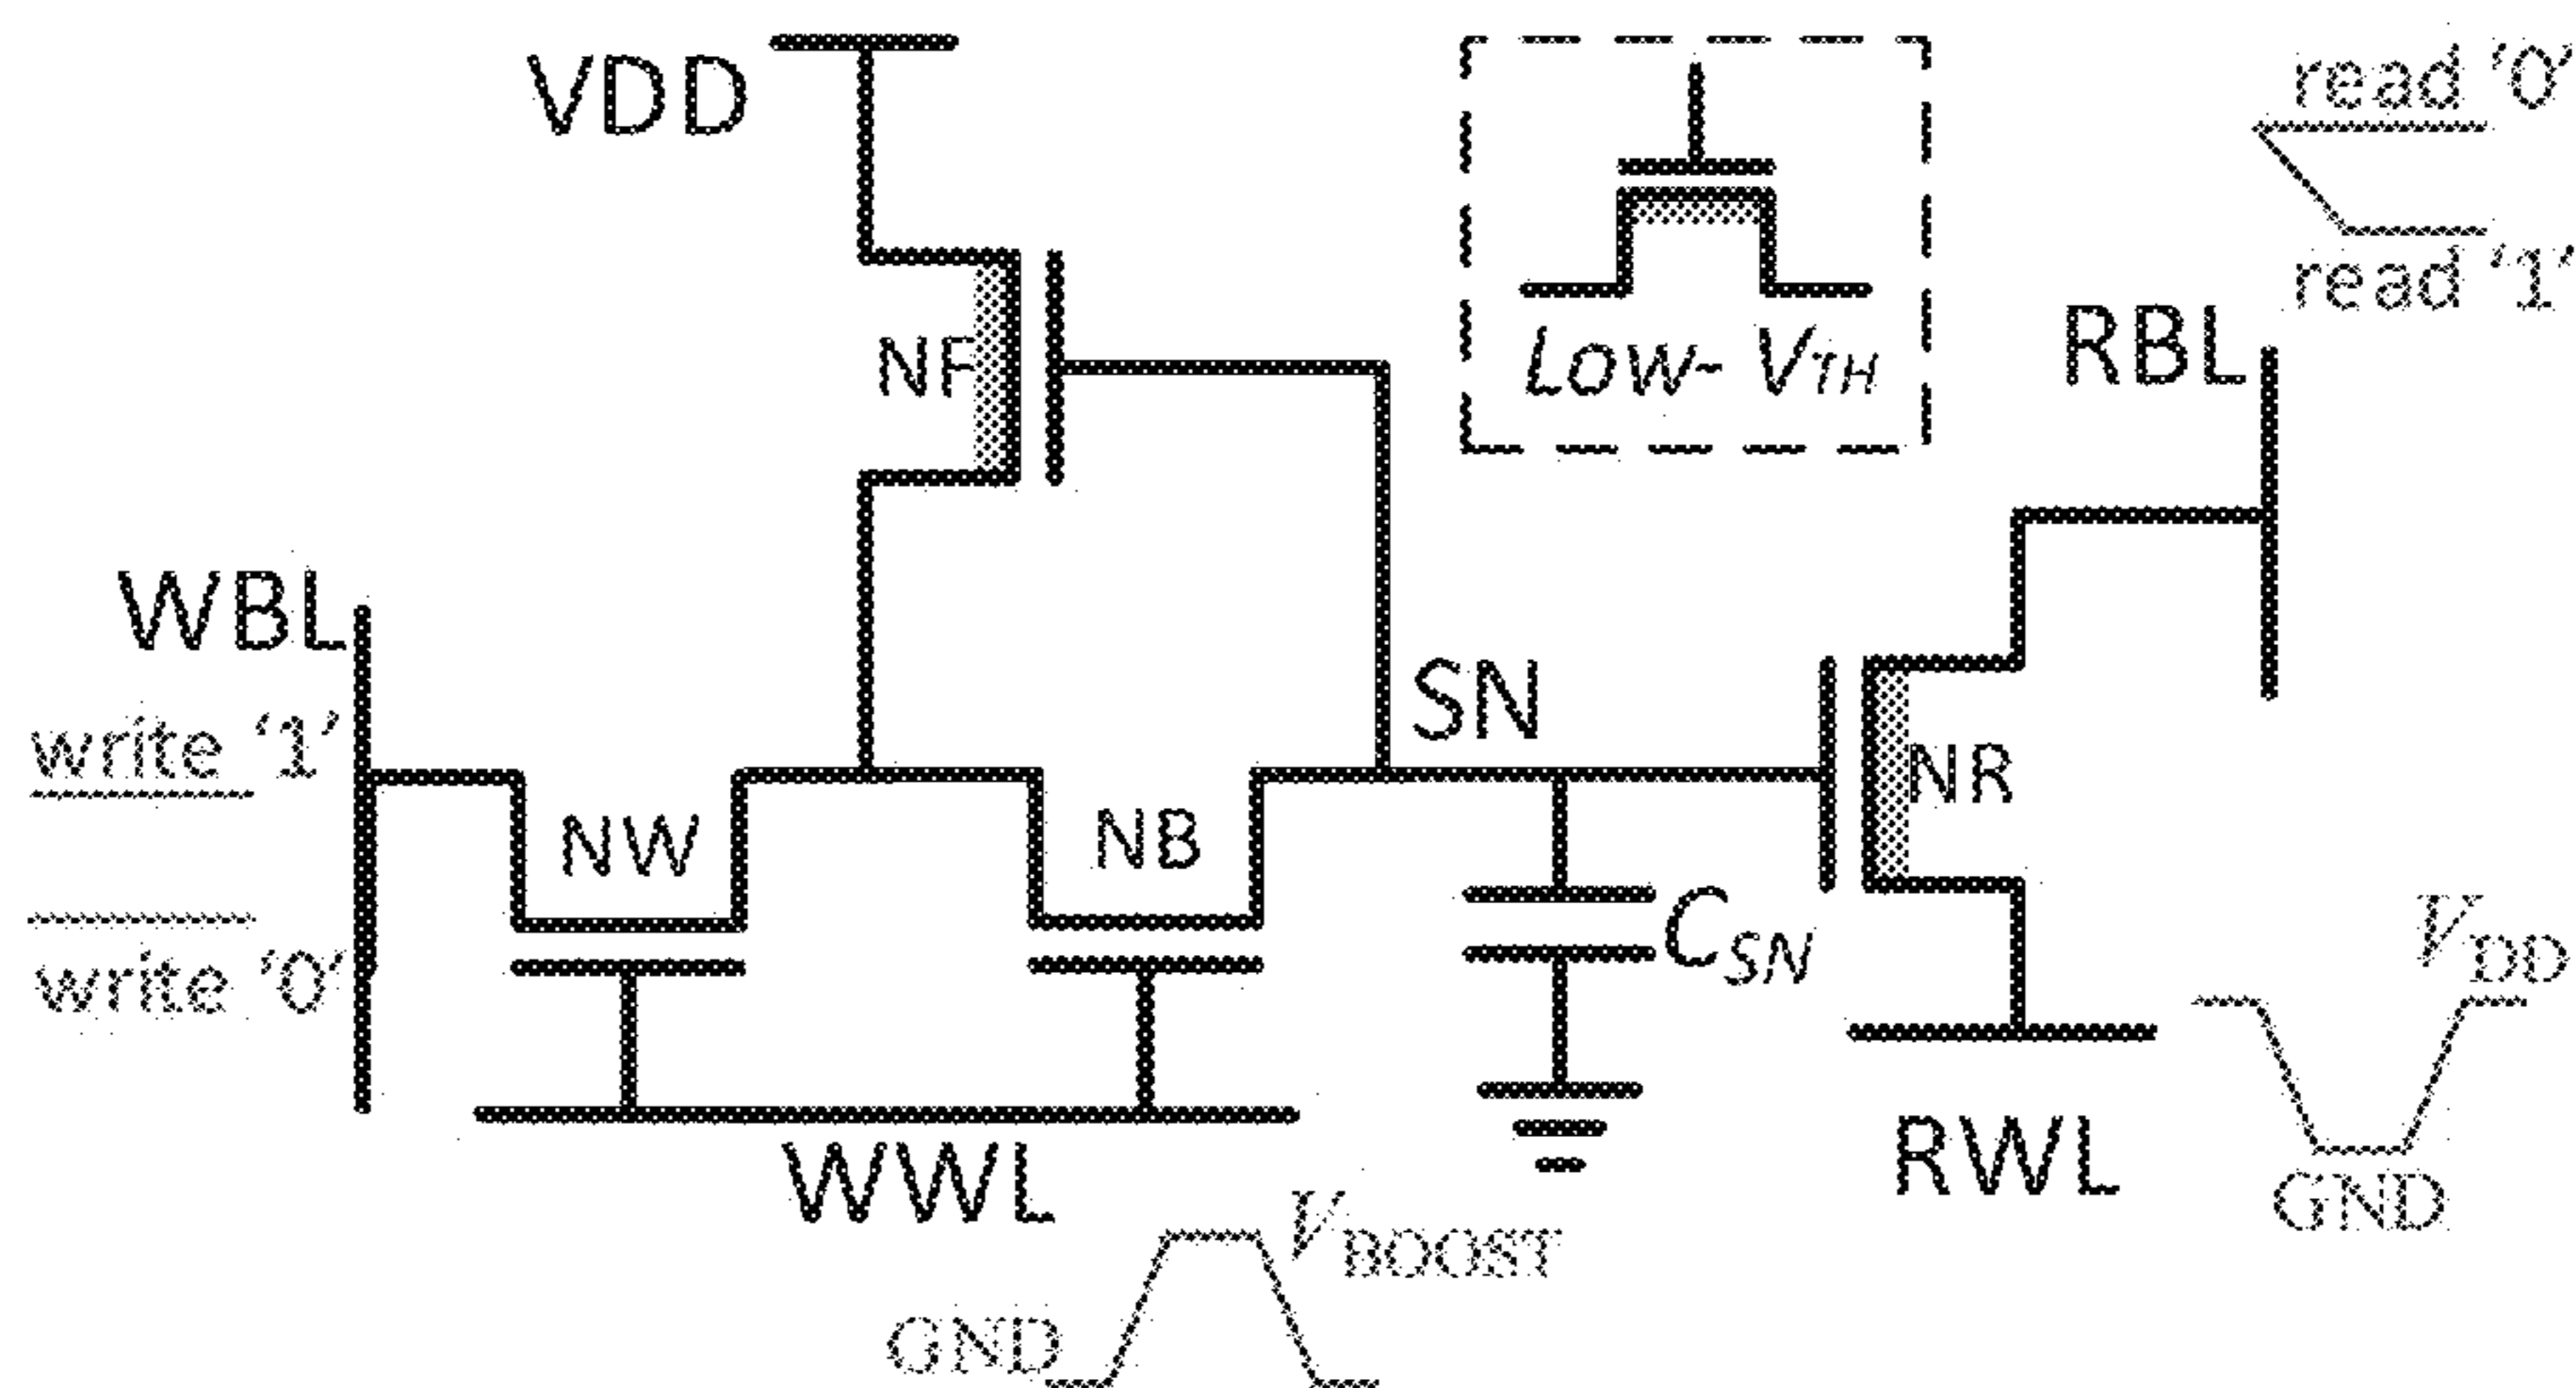 VDD
read ‘0’
read ‘1’
NF
Low- VTH
RBL
WBL
write ‘1’
write ‘0’
NW
NB
SN
NR
CSN
VDD
GND
RWL
WWL
VBOOST
GND